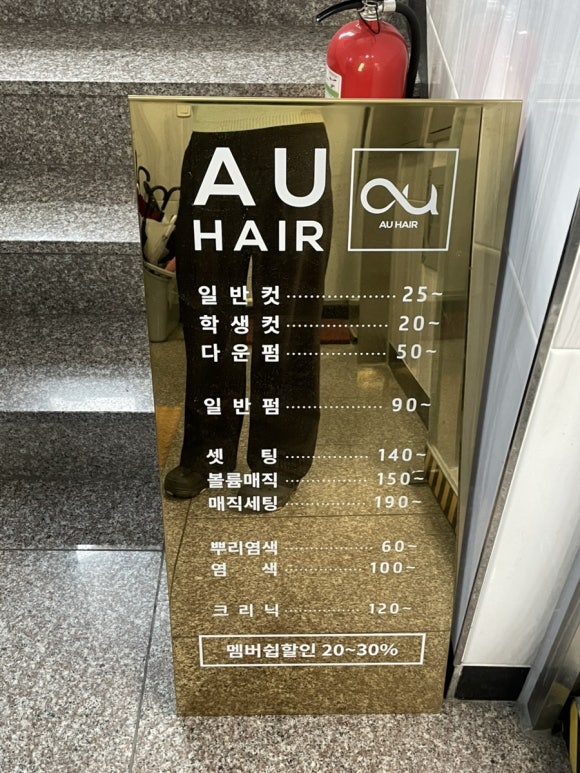 AU
HAIR
au
AU HAIR
일반컷 ................... 25~
학생컷 ................. 20~
다운펌 ................. 50~
일반펌 ................. 90~
셋 팅 ............... 140~
볼륨매직 ............... 150~
매직세팅 ............... 190~
뿌리염색 ............... 60~
염 색 ............... 100~
크리닉 ............... 120~
멤버쉽할인 20~30%